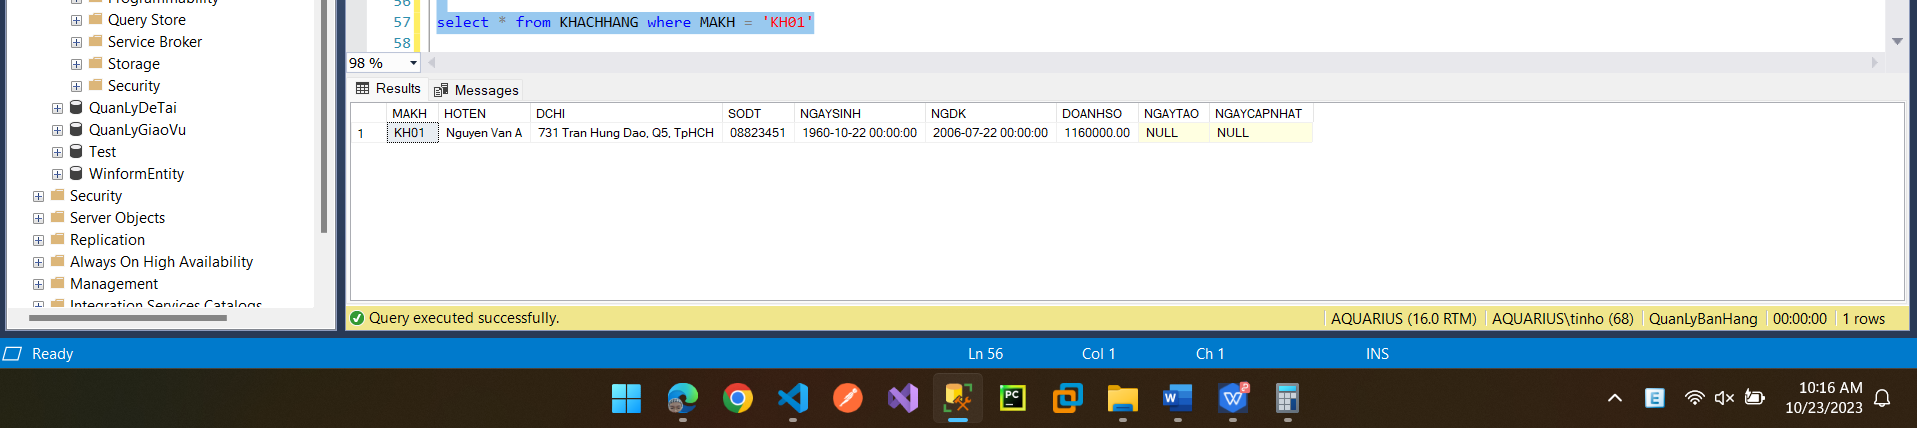 Programmability
Query Store
Service Broker
Storage
Security
QuanLyDeTai
QuanLyGiaoVu
Test
WinformEntity
Security
Server Objects
Replication
Always On High Availability
Management
Integration Services Catalogs
56
57 select * from KHACHHANG where MAKH = 'KH01'
58
98 %
Results Messages
MAKH HOTEN DCHI SODT NGAYSINH NGDK DOANHSO NGAYTAO NGAYCAPNHAT
1 KH01 Nguyen Van A 731 Tran Hung Dao, Q5, TpHCH 08823451 1960-10-22 00:00:00 2006-07-22 00:00:00 1160000.00 NULL NULL
Query executed successfully. AQUARIUS (16.0 RTM) AQUARIUS\tinho (68) QuanLyBanHang 00:00:00 1 rows
Ready Ln 56 Col 1 Ch 1 INS
PC W W P E
10:16 AM
10/23/2023